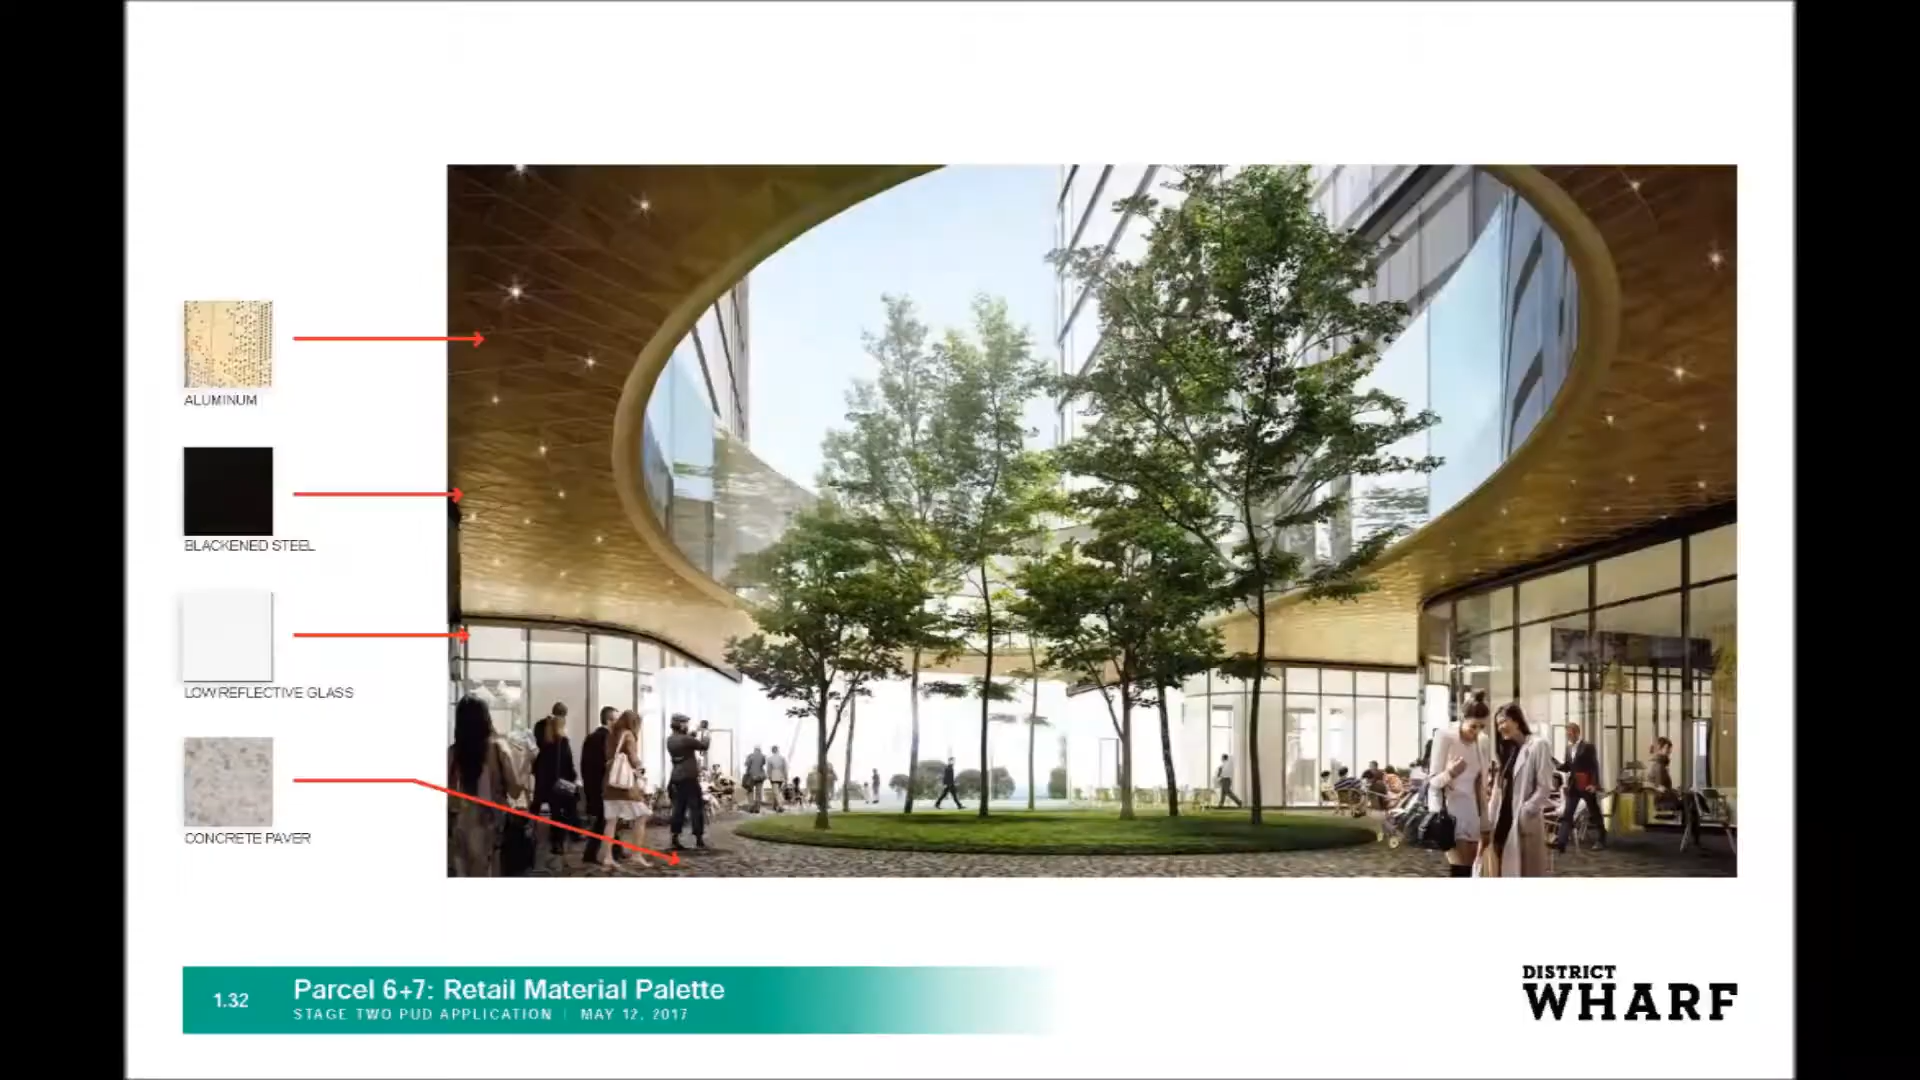 ALUMINUM
BLACKENED STEEL
LOW REFLECTIVE GLASS
CONCRETE PAVER
1.32
Parcel 6+7: Retail Material Palette
STAGE TWO PUD APPLICATION | MAY 12, 2017
DISTRICT
WHARF